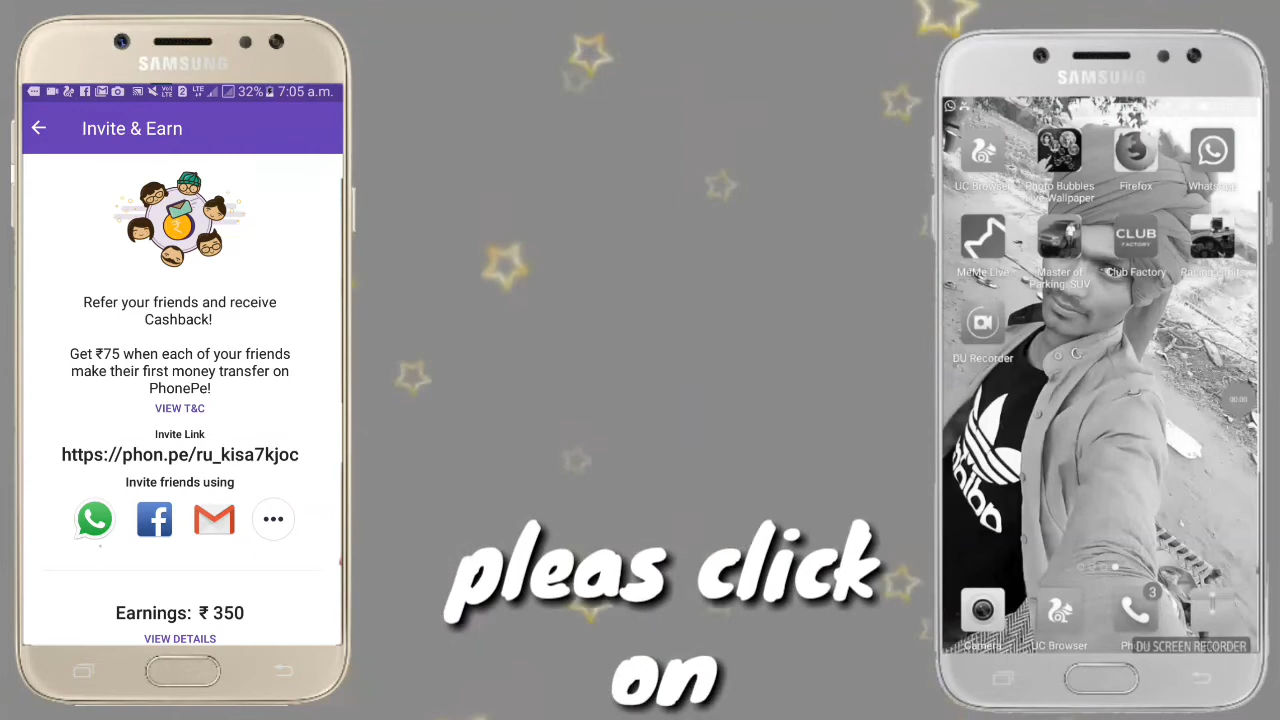 SAMSUNG
32% 7:05 a.m.
Invite & Earn
Refer your friends and receive
Cashback!
Get ₹75 when each of your friends
make their first money transfer on
PhonePe!
VIEW T&C
Invite Link
https://phon.pe/ru_kisa7kjoc
Invite friends using
Earnings: ₹ 350
VIEW DETAILS
pleas click
on
SAMSUNG
UC Browser
Photo Bubbles
Live Wallpaper
Firefox
WhatsApp
MeMe Live
Master of
Parking: SUV
CLUB
FACTORY
Club Factory
DU Recorder
00:00
3
Camera
UC Browser
DU SCREEN RECORDER